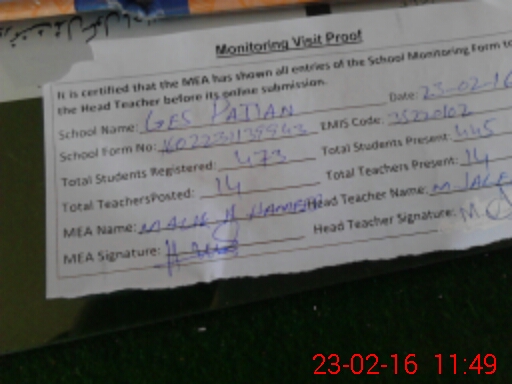 Monitoring Visit Proof
It is certified that the MEA has shown all entries of the School Monitoring Form to
the Head Teacher before its online submission.
Date: 23-02-16
School Name: GES PATIAN
School Form No: EMIS Code: 35220102
Total Students Registered: 473 Total Students Present: 445
Total TeachersPosted: 14 Total Teachers Present: 14
MEA Name: Head Teacher Name:
MEA Signature: Head Teacher Signature:
23-02-16 11:49